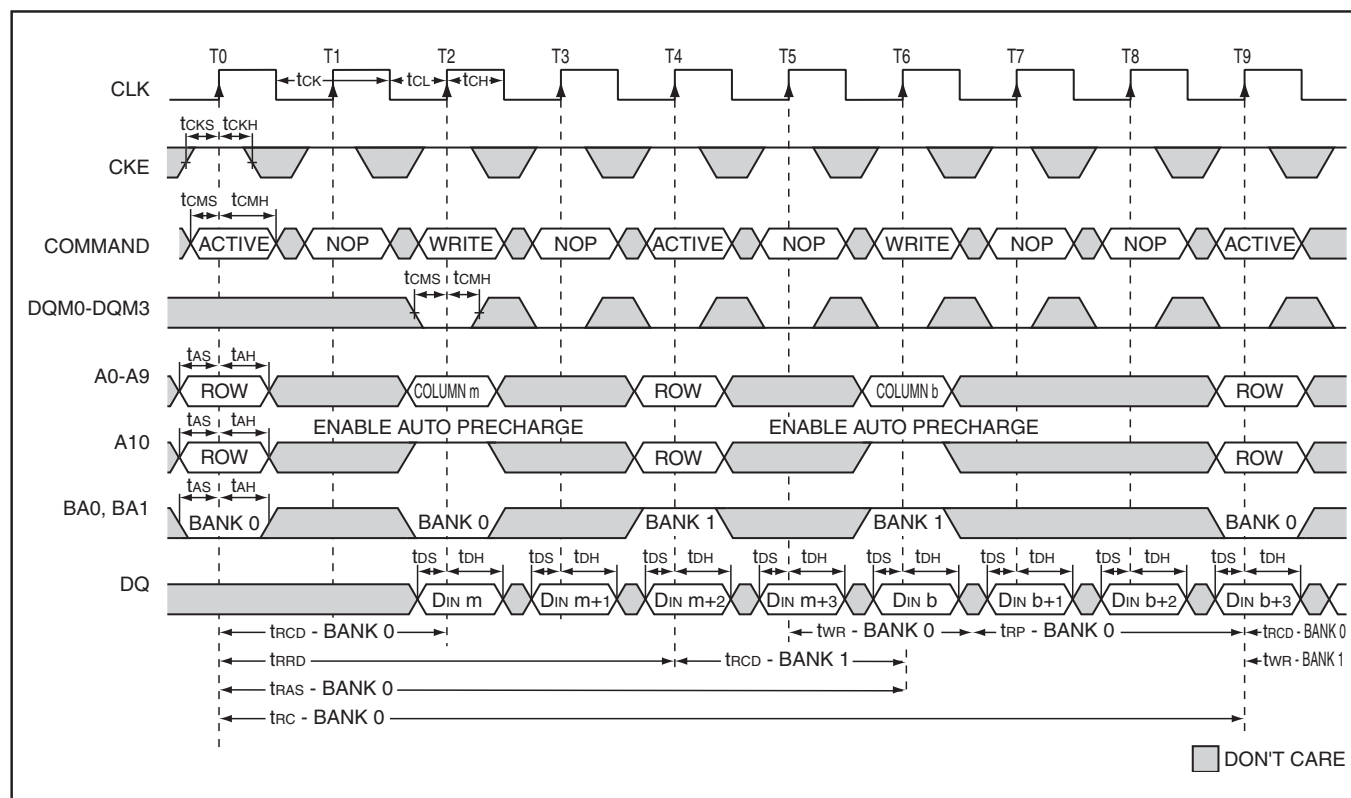 T0 T1 T2 T3 T4 T5 T6 T7 T8 T9
CLK tCK tCL tCH
tCKS tCKH
CKE
tCMS tCMH
COMMAND ACTIVE NOP WRITE NOP ACTIVE NOP WRITE NOP NOP ACTIVE
tCMS tCMH
DQM0-DQM3
tAS tAH
A0-A9 ROW COLUMN m ROW COLUMN b ROW
tAS tAH ENABLE AUTO PRECHARGE ENABLE AUTO PRECHARGE
A10 ROW ROW ROW
tAS tAH
BA0, BA1 BANK 0 BANK 0 BANK 1 BANK 1 BANK 0
tDS tDH tDS tDH tDS tDH tDS tDH tDS tDH tDS tDH tDS tDH tDS tDH
DQ DIN m DIN m+1 DIN m+2 DIN m+3 DIN b DIN b+1 DIN b+2 DIN b+3
tRCD - BANK 0 tWR - BANK 0 tRP - BANK 0 tRCD - BANK 0
tRRD tRCD - BANK 1 tWR - BANK 1
tRAS - BANK 0
tRC - BANK 0
DON'T CARE